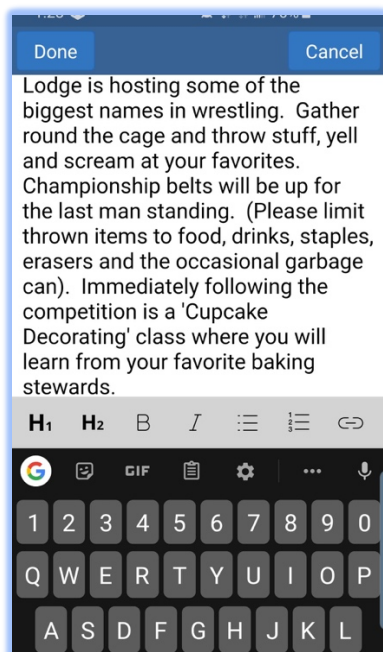 Done Cancel
Lodge is hosting some of the
biggest names in wrestling.  Gather
round the cage and throw stuff, yell
and scream at your favorites.
Championship belts will be up for
the last man standing.  (Please limit
thrown items to food, drinks, staples,
erasers and the occasional garbage
can).  Immediately following the
competition is a 'Cupcake
Decorating' class where you will
learn from your favorite baking
stewards.
H1 H2 B I
G GIF
1 2 3 4 5 6 7 8 9 0
Q W E R T Y U I O P
A S D F G H J K L